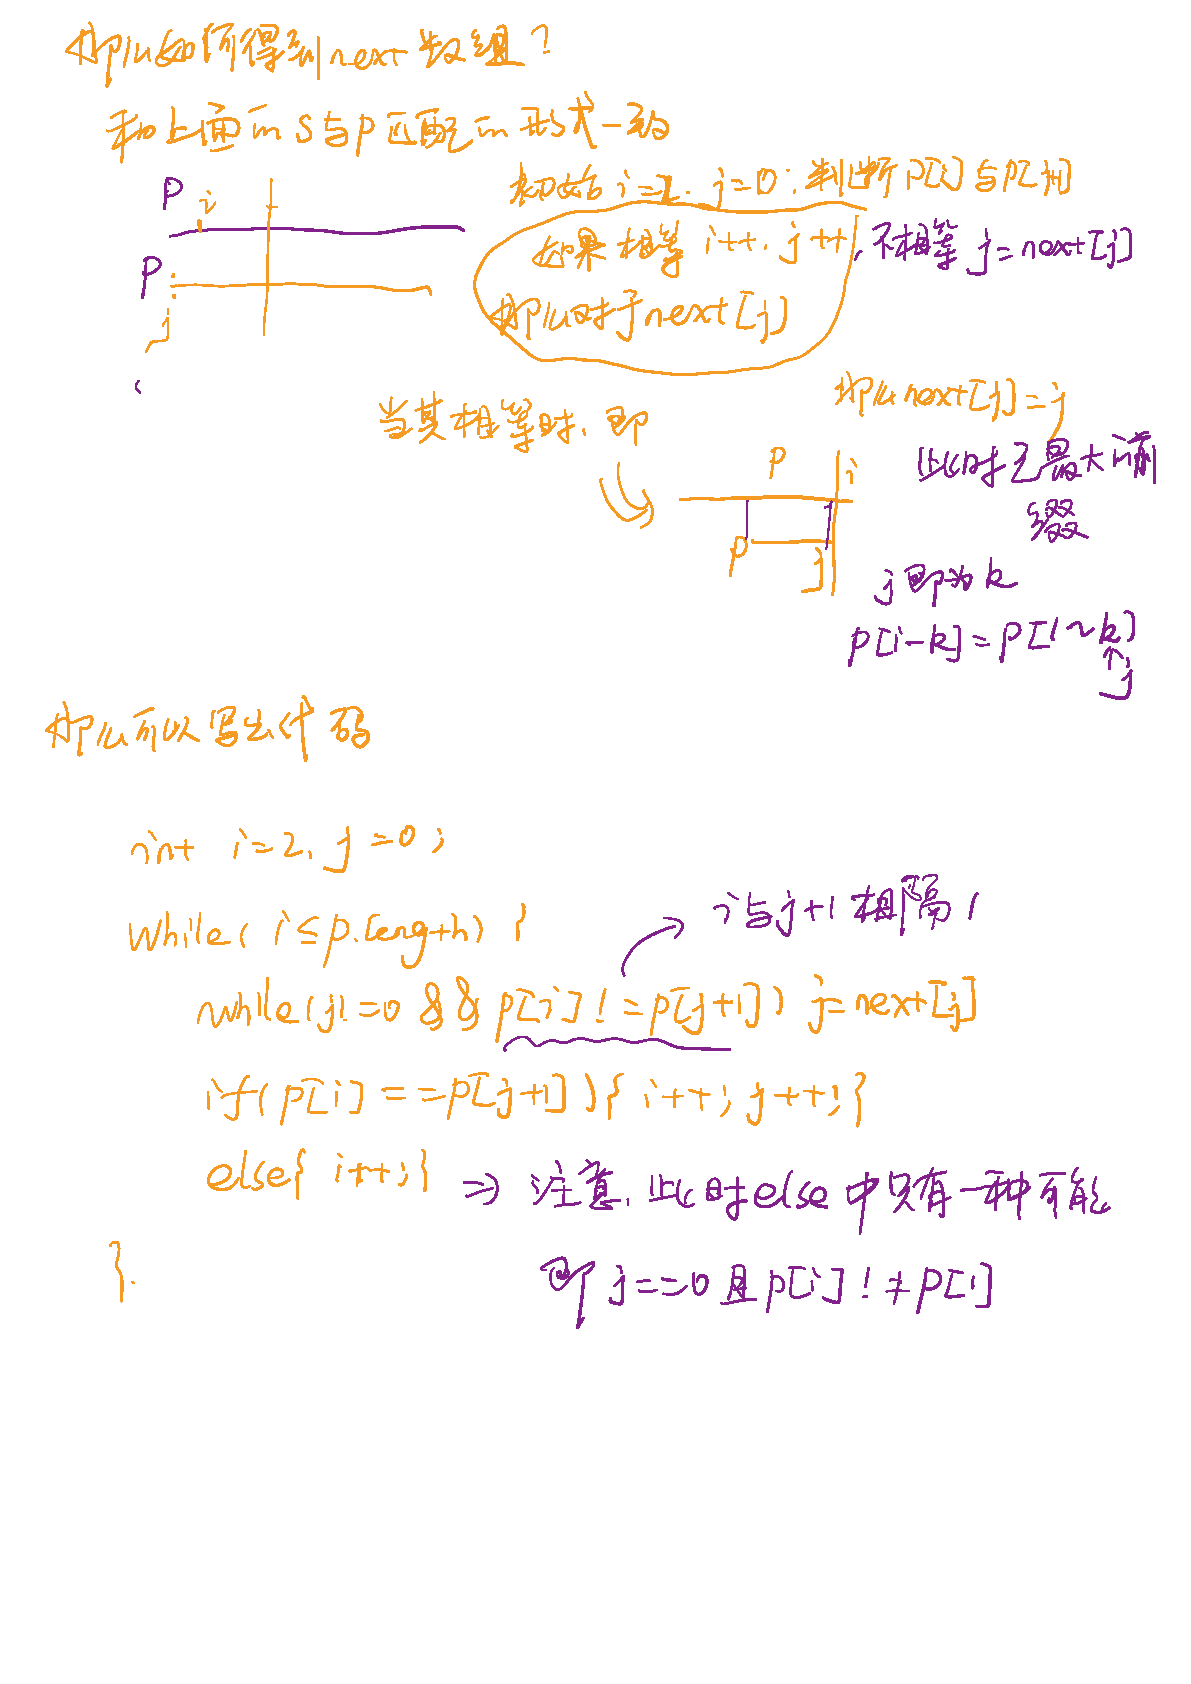 那么如何得到next数组？
和上面的S与P匹配的形式一致
初始i=2. j=0:判断P[i]与P[j+1]
P i
如果相等 i++. j++, 不相等 j=next[j]
P
j
那么对于next[j]
那么next[j]=j
当其相等时, 即
P i
此时已最大的前
缀
P j
j即为k
P[i-k]=P[1~k]
j
那么可以写出代码
int i=2, j=0;
while( i≤p.length) {
i与j+1相隔1
while(j!=0 && p[i]!=p[j+1]) j=next[j]
if(p[i]==p[j+1]){ i++; j++;}
else{ i++;} => 注意, 此时else中只有一种可能
}.
即 j==0且p[i]!≠p[1]